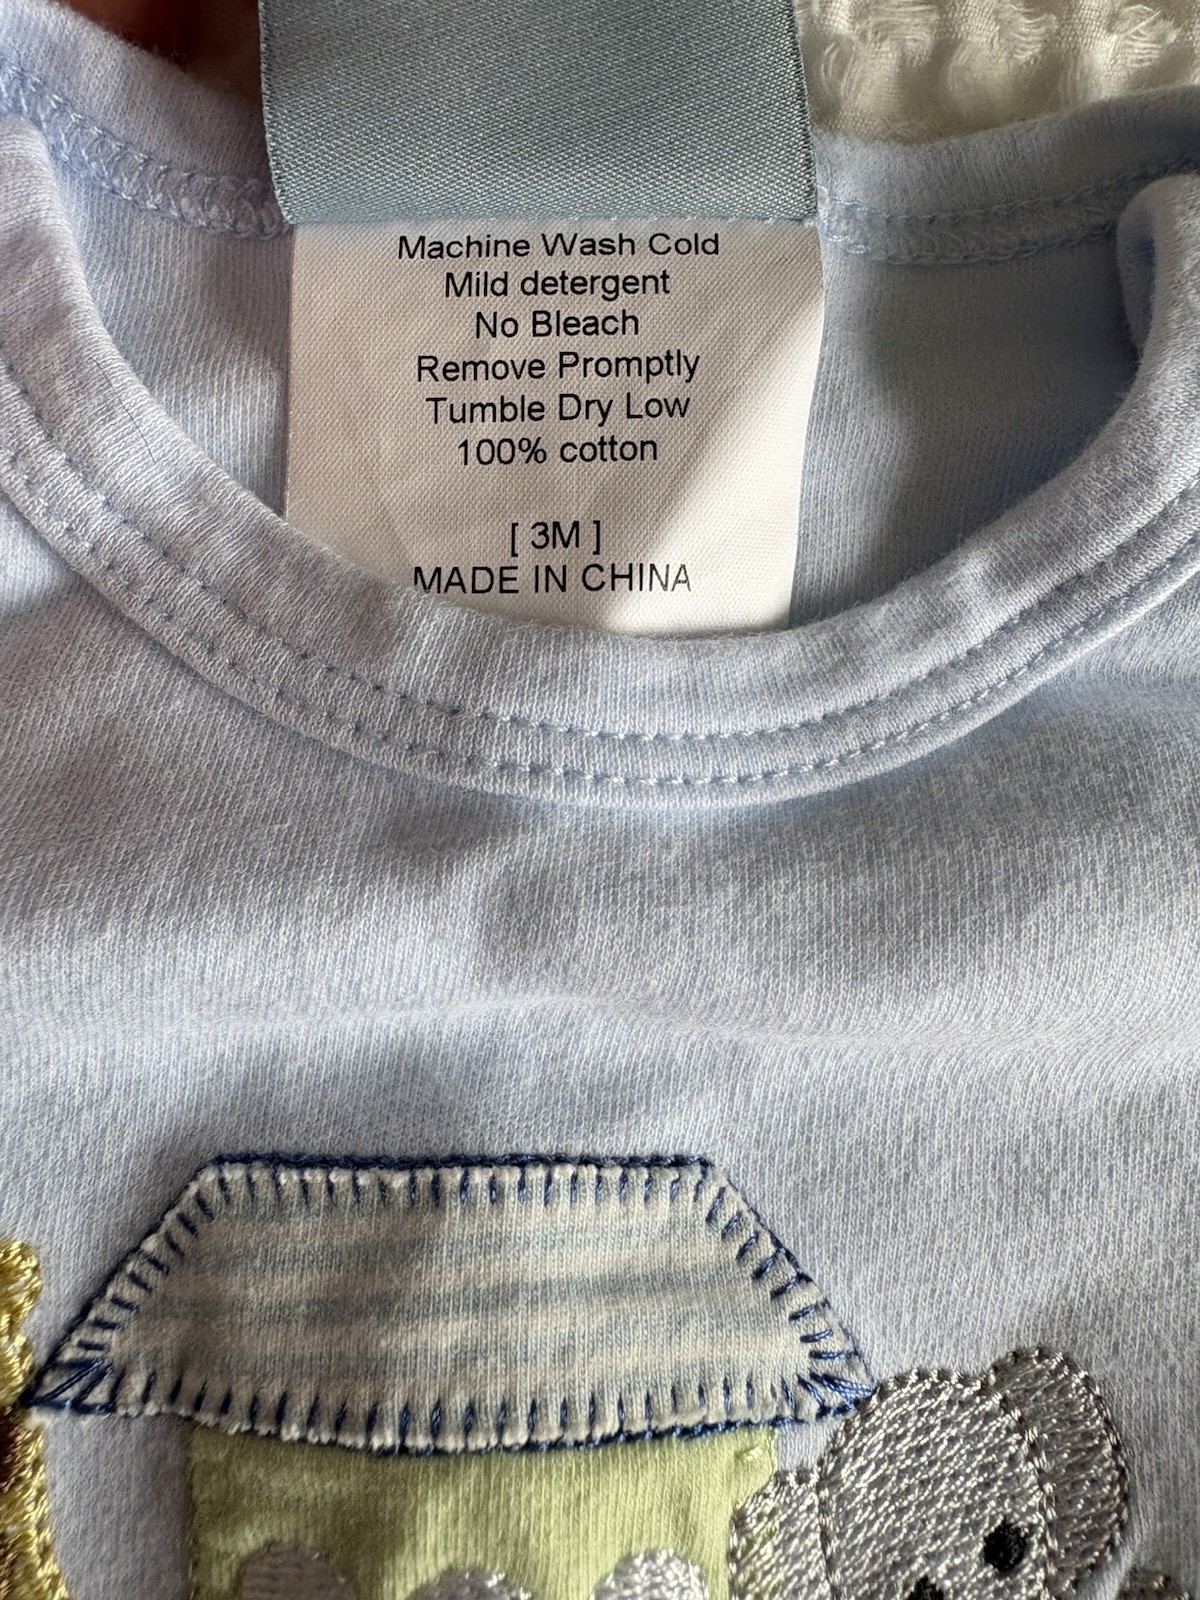 Machine Wash Cold
Mild detergent
No Bleach
Remove Promptly
Tumble Dry Low
100% cotton
[ 3M ]
MADE IN CHINA